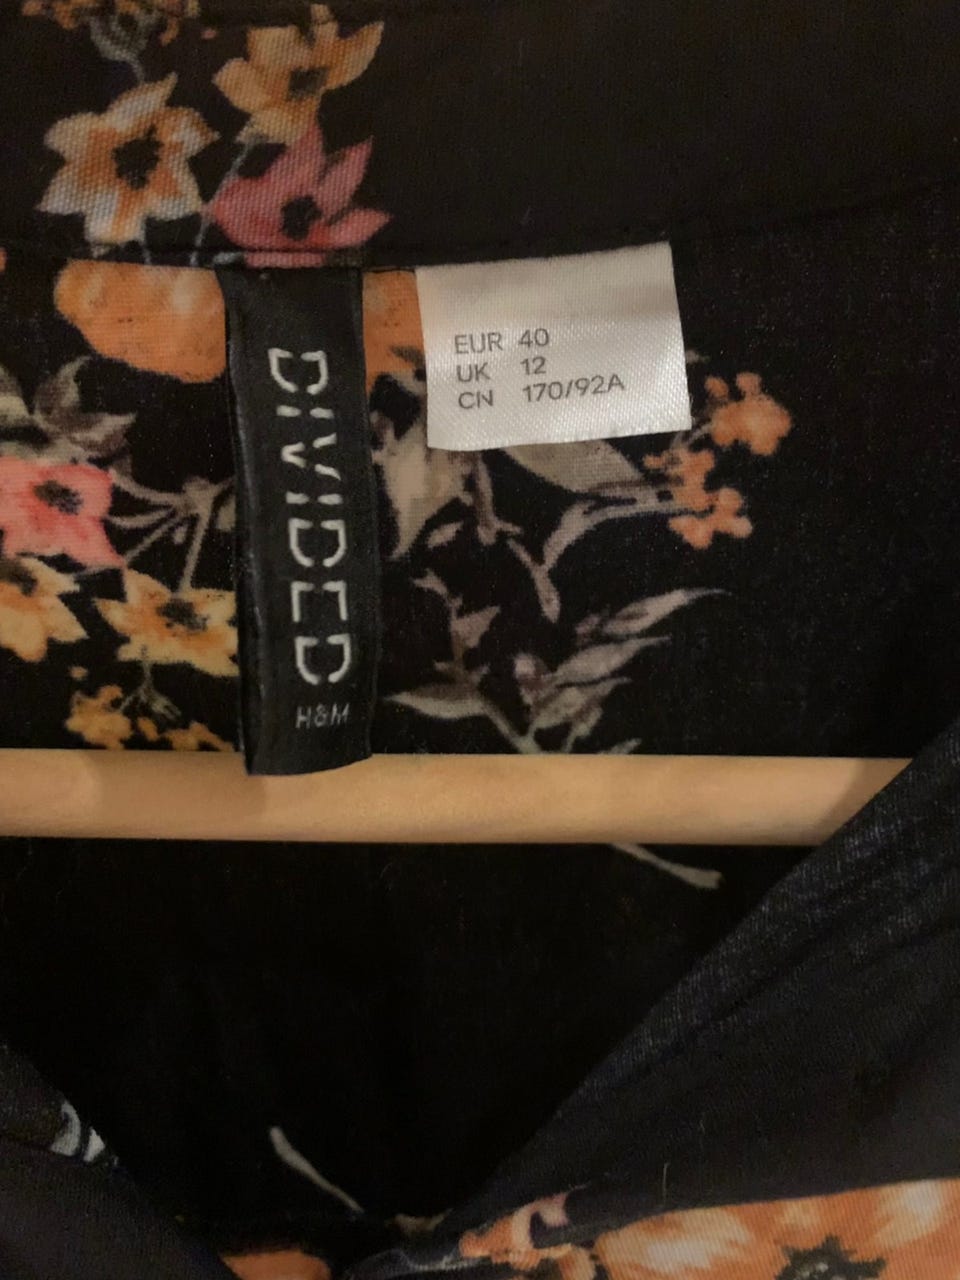 DIVIDED
H&M
EUR 40
UK 12
CN 170/92A